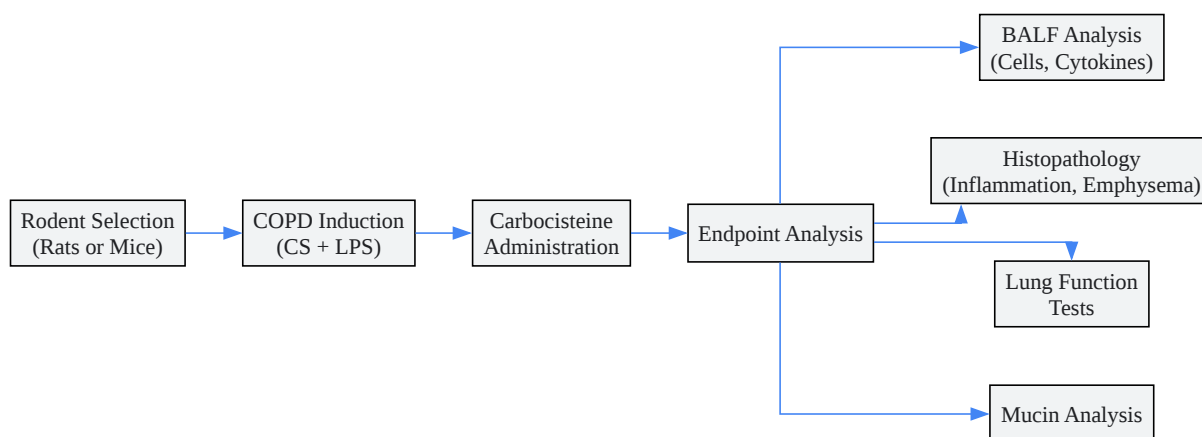 Rodent Selection
(Rats or Mice)
COPD Induction
(CS + LPS)
Carbocisteine
Administration
Endpoint Analysis
BALF Analysis
(Cells, Cytokines)
Histopathology
(Inflammation, Emphysema)
Lung Function
Tests
Mucin Analysis